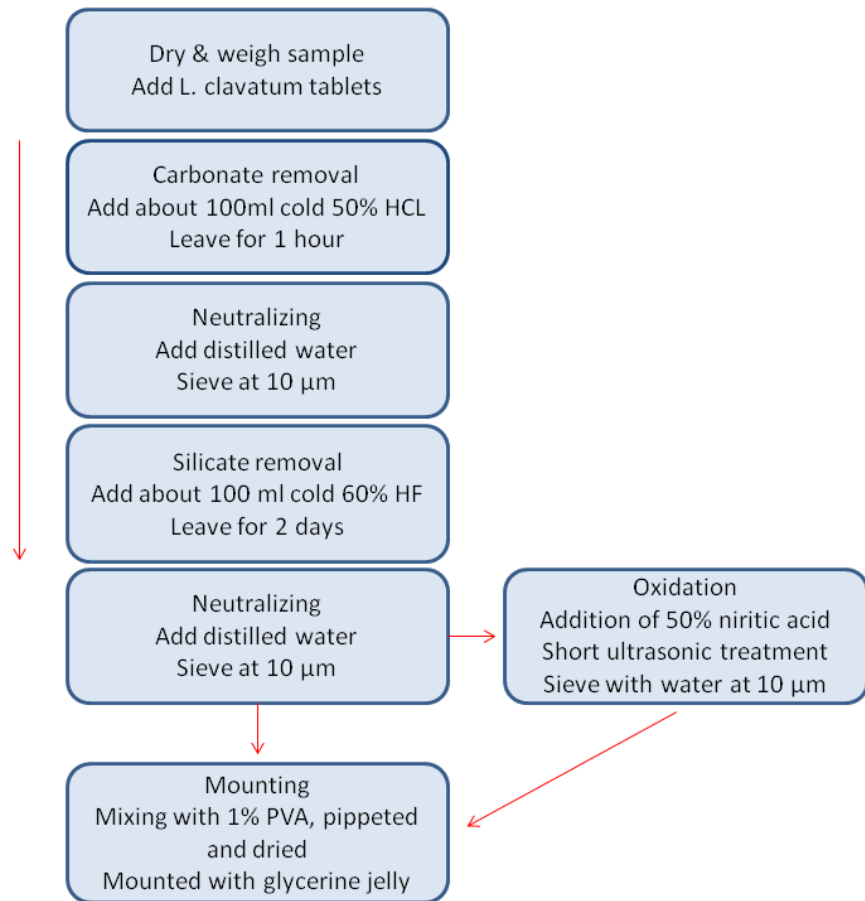 Dry & weigh sample
Add L. clavatum tablets
Carbonate removal
Add about 100ml cold 50% HCL
Leave for 1 hour
Neutralizing
Add distilled water
Sieve at 10 µm
Silicate removal
Add about 100 ml cold 60% HF
Leave for 2 days
Neutralizing
Add distilled water
Sieve at 10 µm
Oxidation
Addition of 50% niritic acid
Short ultrasonic treatment
Sieve with water at 10 µm
Mounting
Mixing with 1% PVA, pippeted
and dried
Mounted with glycerine jelly